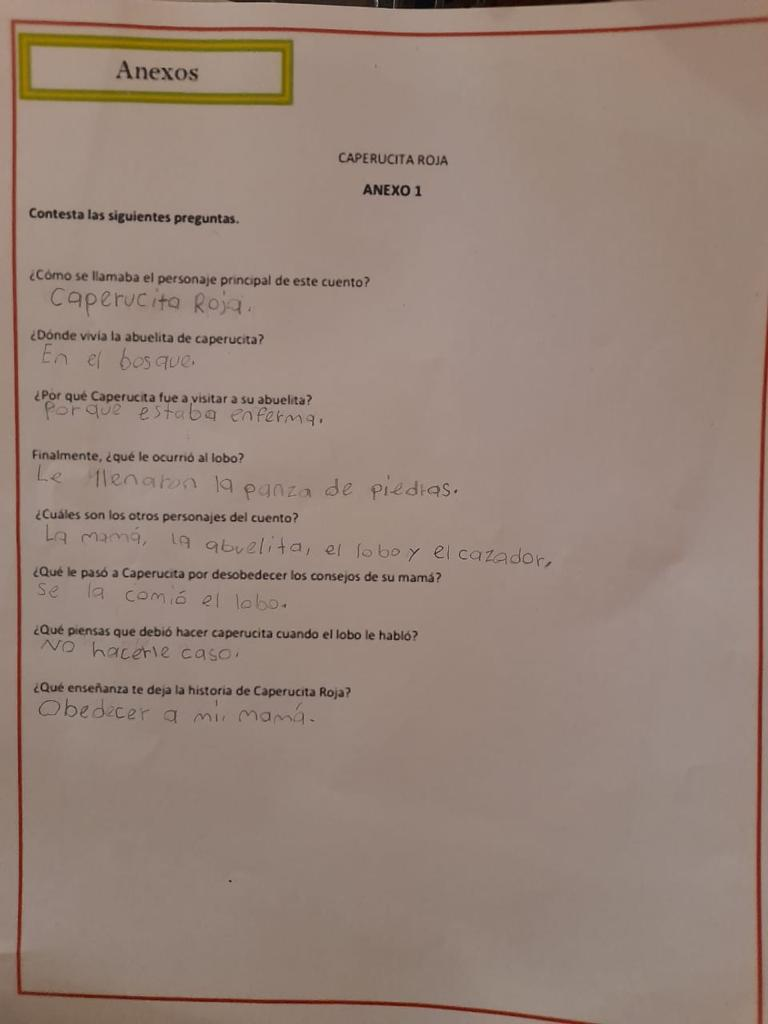 Anexos
CAPERUCITA ROJA
ANEXO 1
Contesta las siguientes preguntas.
¿Cómo se llamaba el personaje principal de este cuento?
Caperucita Roja.
¿Dónde vivía la abuelita de caperucita?
En el bosque.
¿Por qué Caperucita fue a visitar a su abuelita?
Porque estaba enferma.
Finalmente, ¿qué le ocurrió al lobo?
Le llenaron la panza de piedras.
¿Cuáles son los otros personajes del cuento?
La mamá, la abuelita, el lobo y el cazador,
¿Qué le pasó a Caperucita por desobedecer los consejos de su mamá?
Se la comió el lobo.
¿Qué piensas que debió hacer caperucita cuando el lobo le habló?
No hacerle caso.
¿Qué enseñanza te deja la historia de Caperucita Roja?
Obedecer a mi mamá.